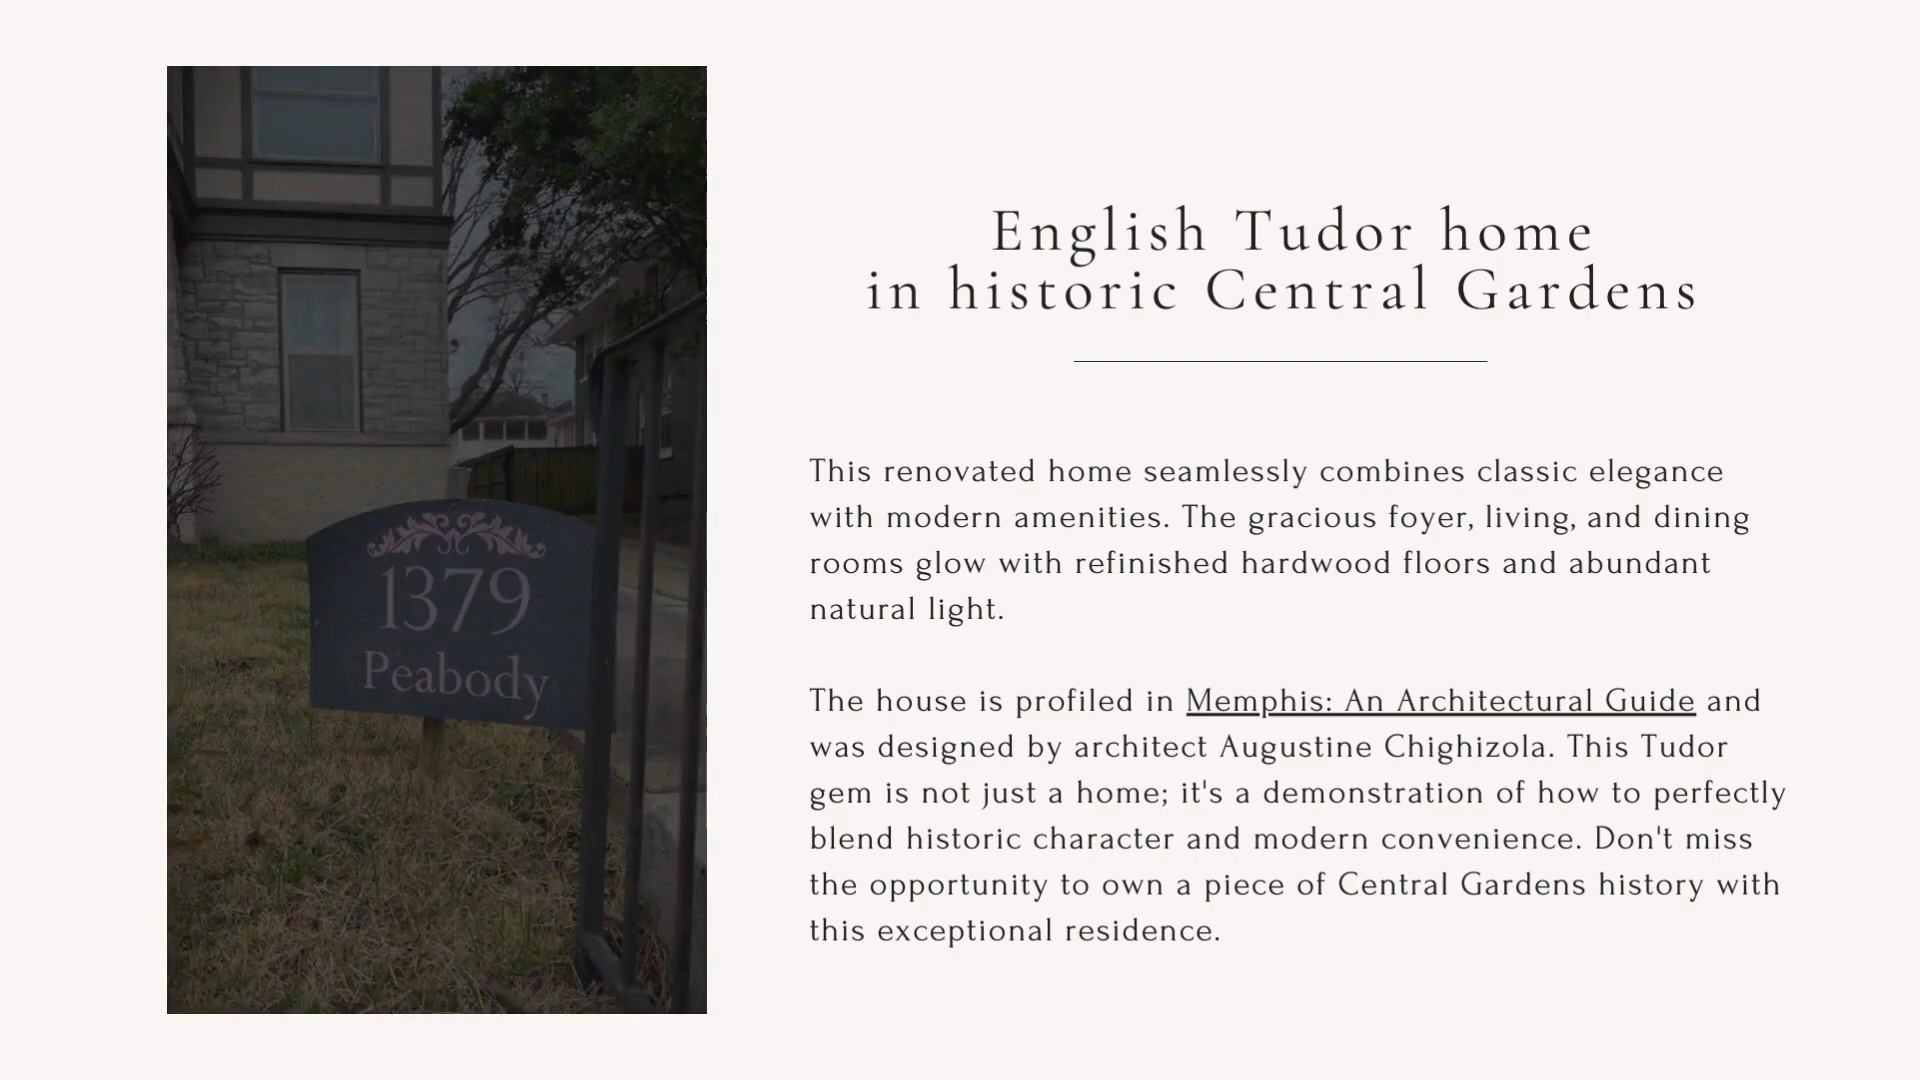 1379
Peabody
English Tudor home
in historic Central Gardens
This renovated home seamlessly combines classic elegance
with modern amenities. The gracious foyer, living, and dining
rooms glow with refinished hardwood floors and abundant
natural light.
The house is profiled in Memphis: An Architectural Guide and
was designed by architect Augustine Chighizola. This Tudor
gem is not just a home; it's a demonstration of how to perfectly
blend historic character and modern convenience. Don't miss
the opportunity to own a piece of Central Gardens history with
this exceptional residence.